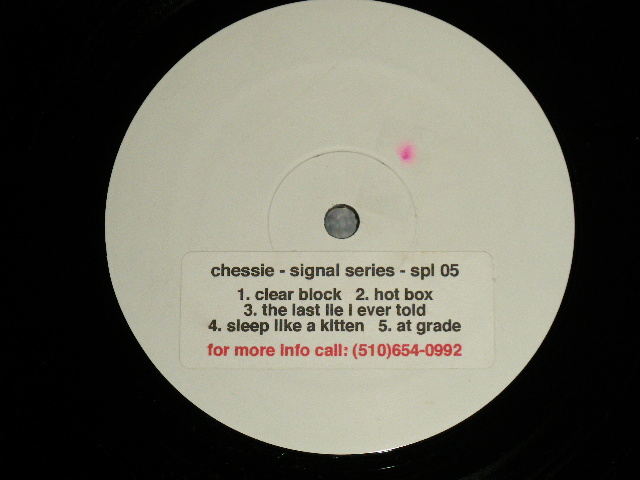 chessie - signal series - spl 05
1. clear block 2. hot box
3. the last lie i ever told
4. sleep like a kitten 5. at grade
for more info call: (510)654-0992